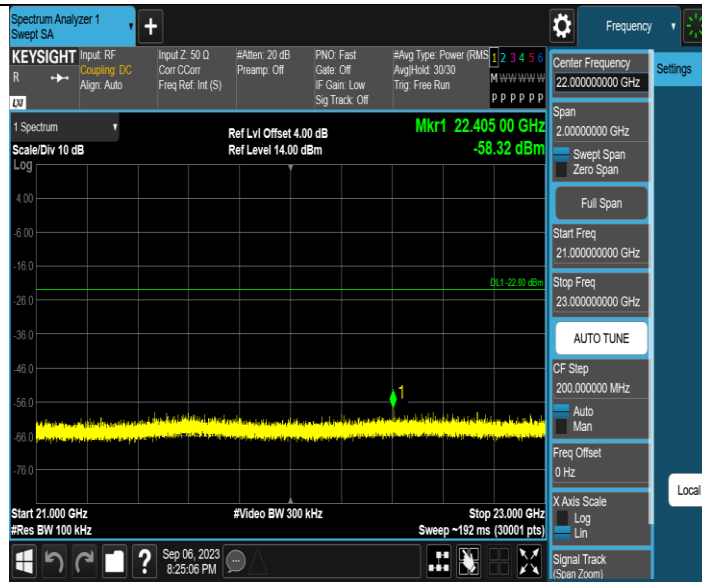 Spectrum Analyzer 1
Swept SA
+
Frequency
KEYSIGHT
R
LXI
Input: RF
Coupling: DC
Align: Auto
Input Z: 50 Ω
Corr CCorr
Freq Ref: Int (S)
#Atten: 20 dB
Preamp: Off
PNO: Fast
Gate: Off
IF Gain: Low
Sig Track: Off
#Avg Type: Power (RMS
Avg|Hold: 30/30
Trig: Free Run
1 2 3 4 5 6
M W W W W W
P P P P P P
1 Spectrum
Scale/Div 10 dB
Log
Ref Lvl Offset 4.00 dB
Ref Level 14.00 dBm
Mkr1 22.405 00 GHz
-58.32 dBm
4.00
-6.00
-16.0
DL1 -22.80 dBm
-26.0
-36.0
-46.0
-56.0
-66.0
-76.0
1
Start 21.000 GHz
#Res BW 100 kHz
#Video BW 300 kHz
Stop 23.000 GHz
Sweep ~192 ms (30001 pts)
?
Sep 06, 2023
8:25:06 PM
Center Frequency
22.000000000 GHz
Span
2.00000000 GHz
Swept Span
Zero Span
Full Span
Start Freq
21.000000000 GHz
Stop Freq
23.000000000 GHz
AUTO TUNE
CF Step
200.000000 MHz
Auto
Man
Freq Offset
0 Hz
X Axis Scale
Log
Lin
Signal Track
(Span Zoom)
Settings
Local